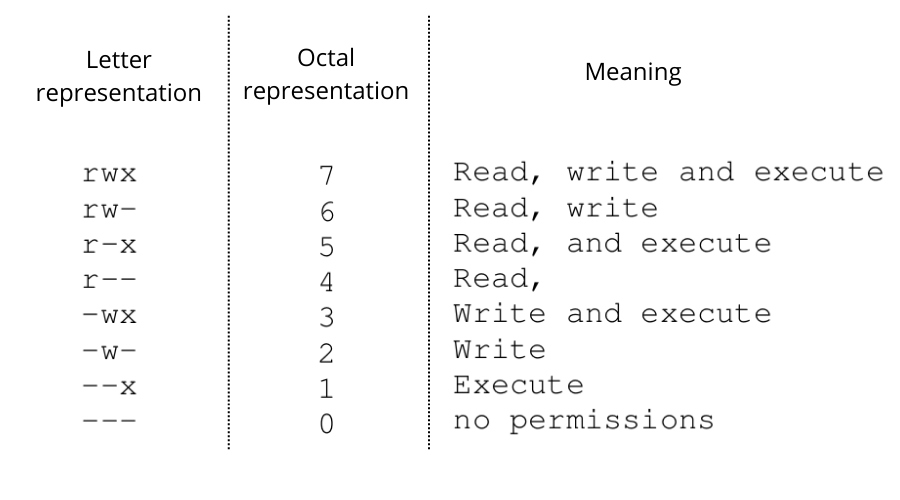 Letter representation
Octal representation
Meaning
rwx 7 Read, write and execute
rw- 6 Read, write
r-x 5 Read, and execute
r-- 4 Read,
-wx 3 Write and execute
-w- 2 Write
--x 1 Execute
--- 0 no permissions